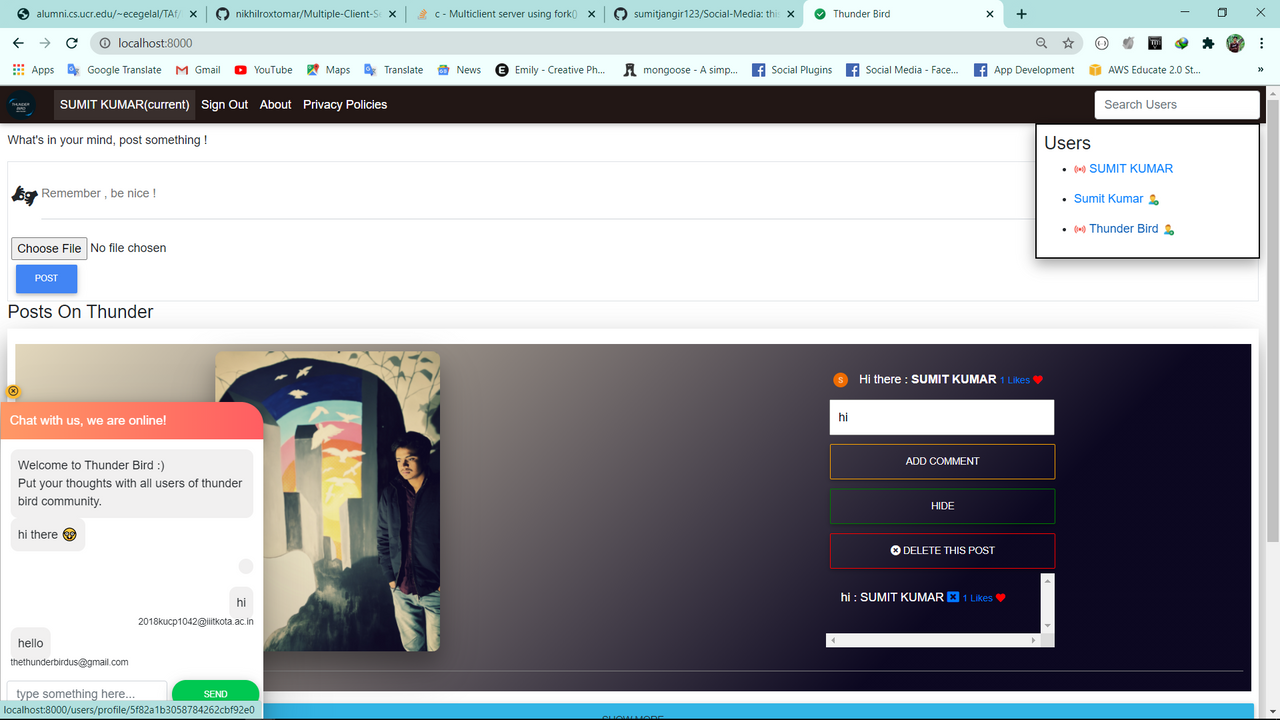 alumni.cs.ucr.edu/~ecegelal/TAf/
nikhilroxtomar/Multiple-Client-Se
c - Multiclient server using fork()
sumitjangir123/Social-Media: this
Thunder Bird
localhost:8000
Apps
Google Translate
Gmail
YouTube
Maps
Translate
News
Emily - Creative Ph...
mongoose - A simp...
Social Plugins
Social Media - Face...
App Development
AWS Educate 2.0 St...
»
THUNDER BIRD
SUMIT KUMAR(current)
Sign Out
About
Privacy Policies
Search Users
What's in your mind, post something !
Users
SUMIT KUMAR
Sumit Kumar
Thunder Bird
Remember , be nice !
Choose File No file chosen
POST
Posts On Thunder
S
Hi there : SUMIT KUMAR 1 Likes
hi
ADD COMMENT
HIDE
DELETE THIS POST
hi : SUMIT KUMAR 1 Likes
Chat with us, we are online!
Welcome to Thunder Bird :)
Put your thoughts with all users of thunder
bird community.
hi there
hi
2018kucp1042@iiitkota.ac.in
hello
thethunderbirdus@gmail.com
type something here...
SEND
localhost:8000/users/profile/5f82a1b3058784262cbf92e0
SHOW MORE